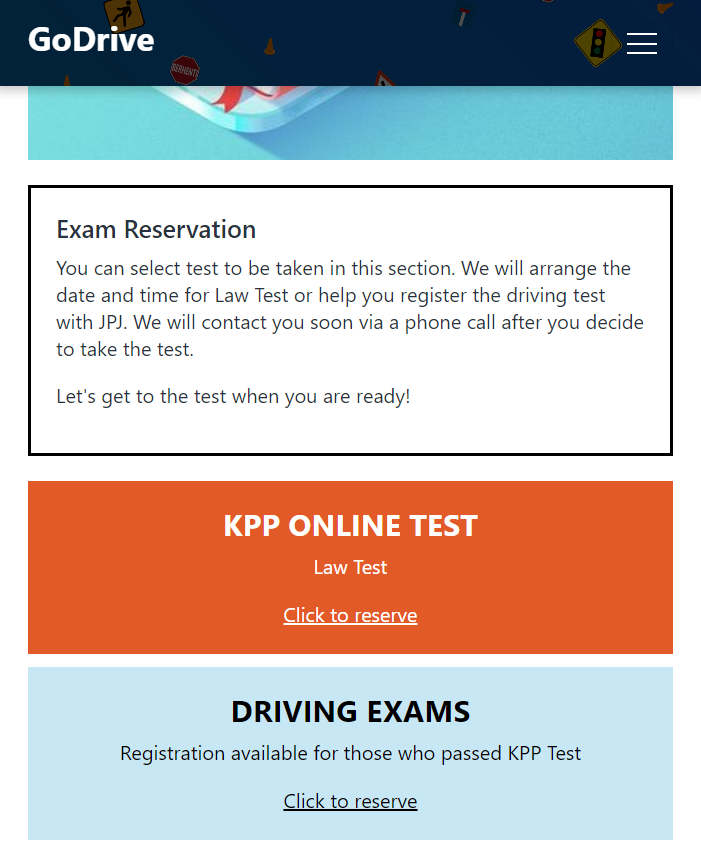 GoDrive
BERHENTI
Exam Reservation
You can select test to be taken in this section. We will arrange the
date and time for Law Test or help you register the driving test
with JPJ. We will contact you soon via a phone call after you decide
to take the test.
Let's get to the test when you are ready!
KPP ONLINE TEST
Law Test
Click to reserve
DRIVING EXAMS
Registration available for those who passed KPP Test
Click to reserve